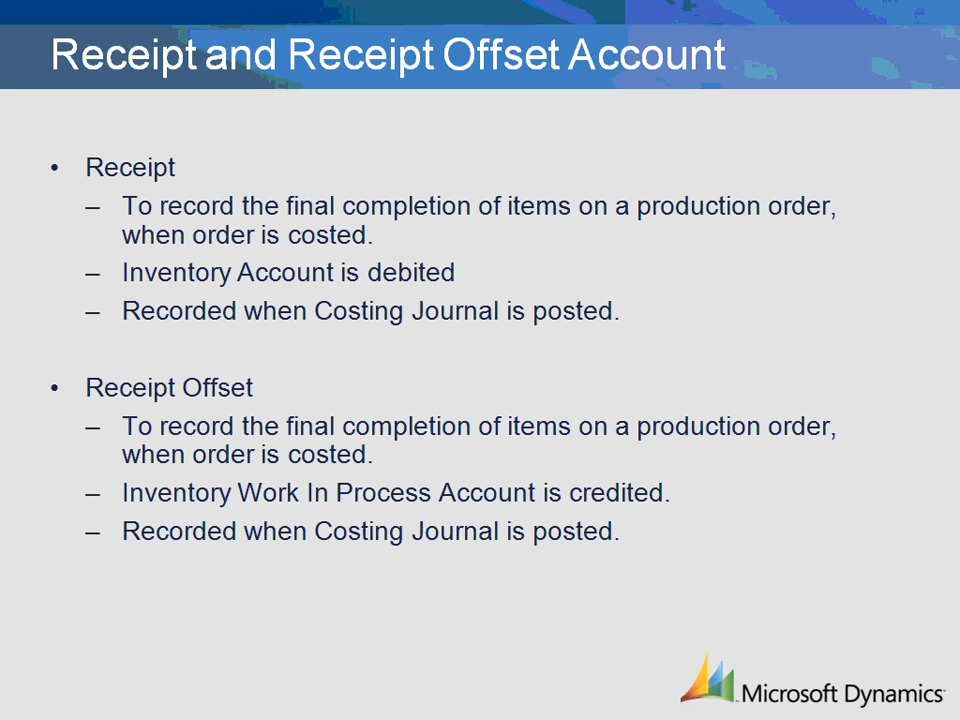 Receipt and Receipt Offset Account
• Receipt
– To record the final completion of items on a production order,
when order is costed.
– Inventory Account is debited
– Recorded when Costing Journal is posted.
• Receipt Offset
– To record the final completion of items on a production order,
when order is costed.
– Inventory Work In Process Account is credited.
– Recorded when Costing Journal is posted.
Microsoft Dynamics